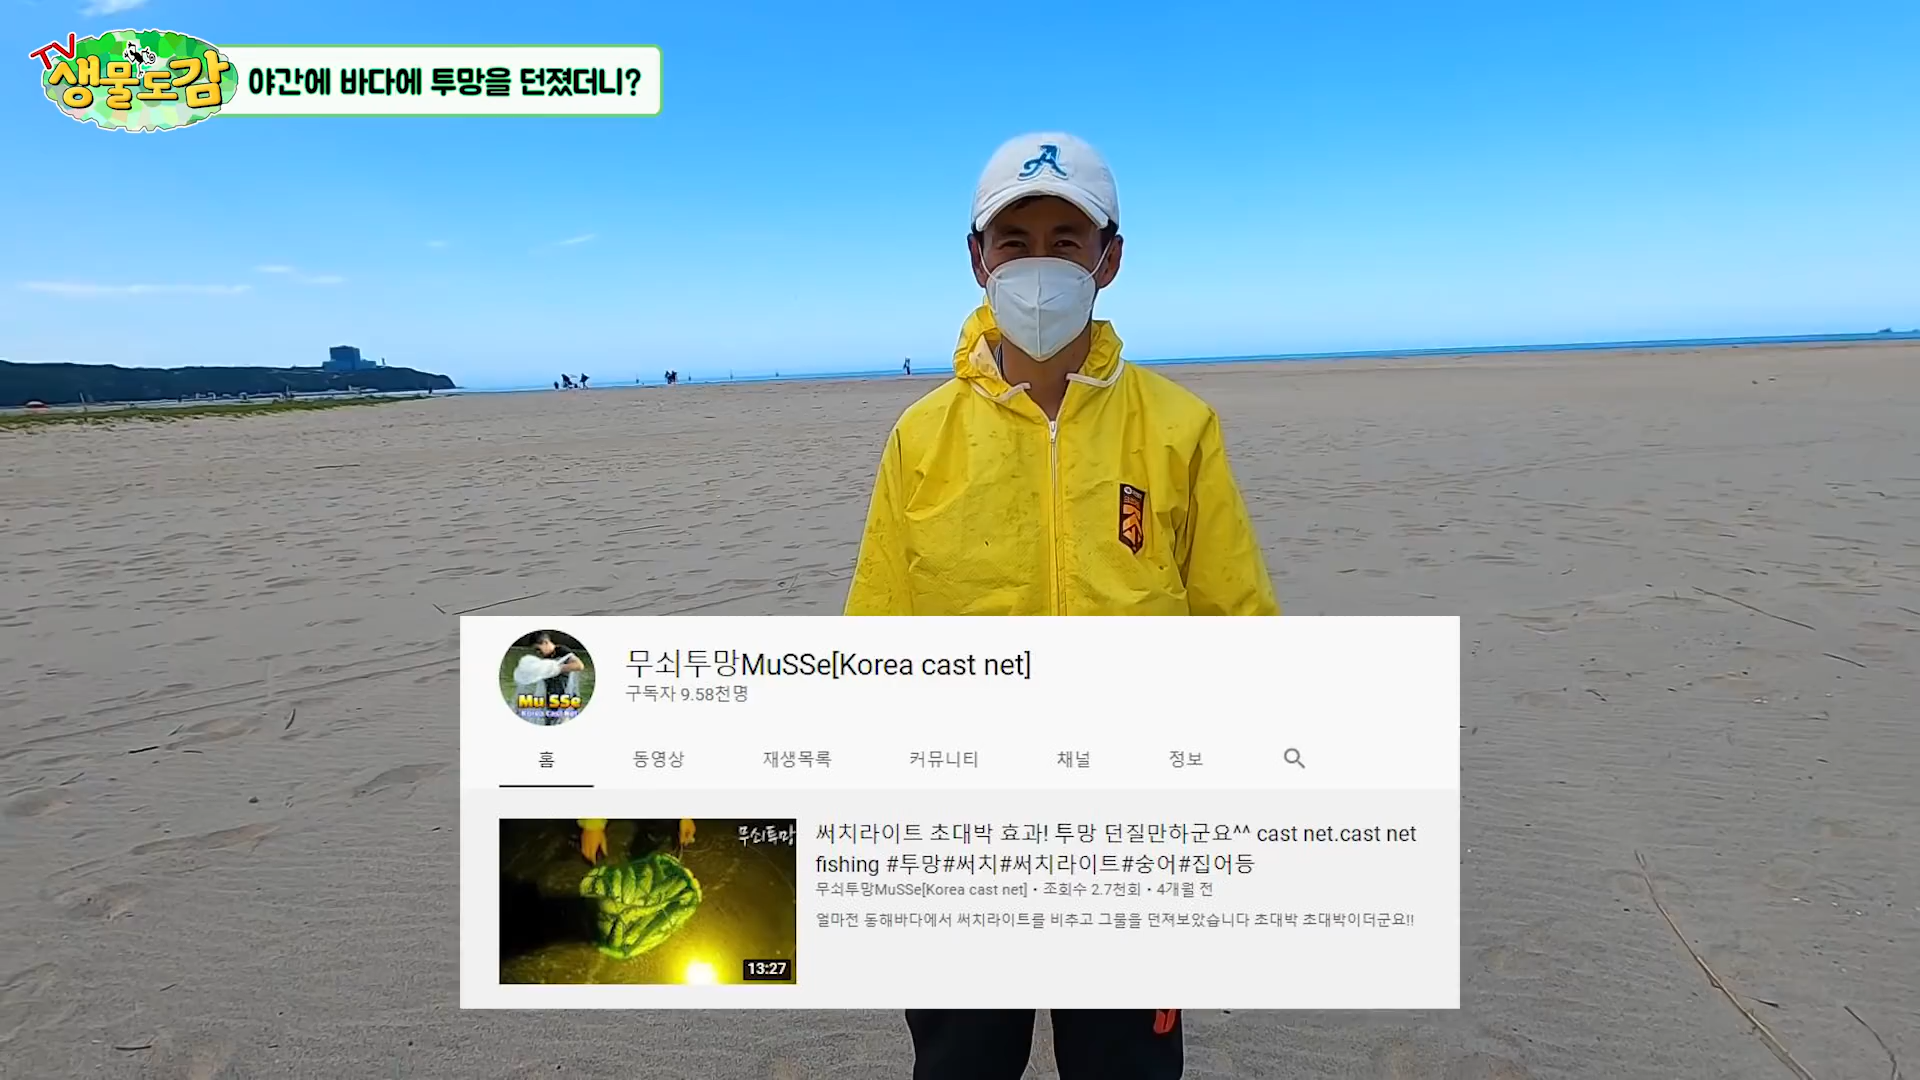 TV
생물도감
야간에 바다에 투망을 던졌더니?
A
무쇠투망MuSSe[Korea cast net]
구독자 9.58천명
Mu SSe
Korea Cast Net
홈 동영상 재생목록 커뮤니티 채널 정보
무쇠투망
13:27
써치라이트 초대박 효과! 투망 던질만하군요^^ cast net.cast net
fishing #투망#써치#써치라이트#숭어#집어등
무쇠투망MuSSe[Korea cast net] • 조회수 2.7천회 • 4개월 전
얼마전 동해바다에서 써치라이트를 비추고 그물을 던져보았습니다 초대박 초대박이더군요!!